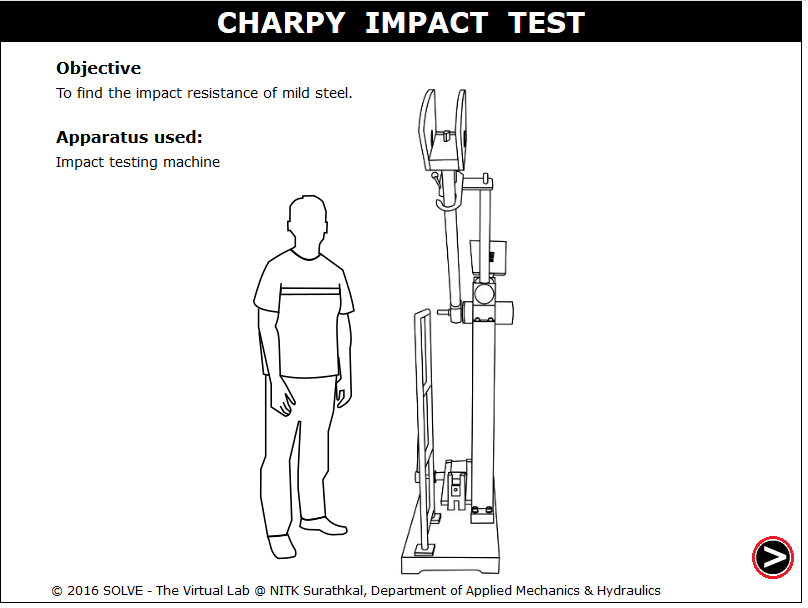 CHARPY IMPACT TEST
Objective
To find the impact resistance of mild steel.
Apparatus used:
Impact testing machine
© 2016 SOLVE - The Virtual Lab @ NITK Surathkal, Department of Applied Mechanics & Hydraulics